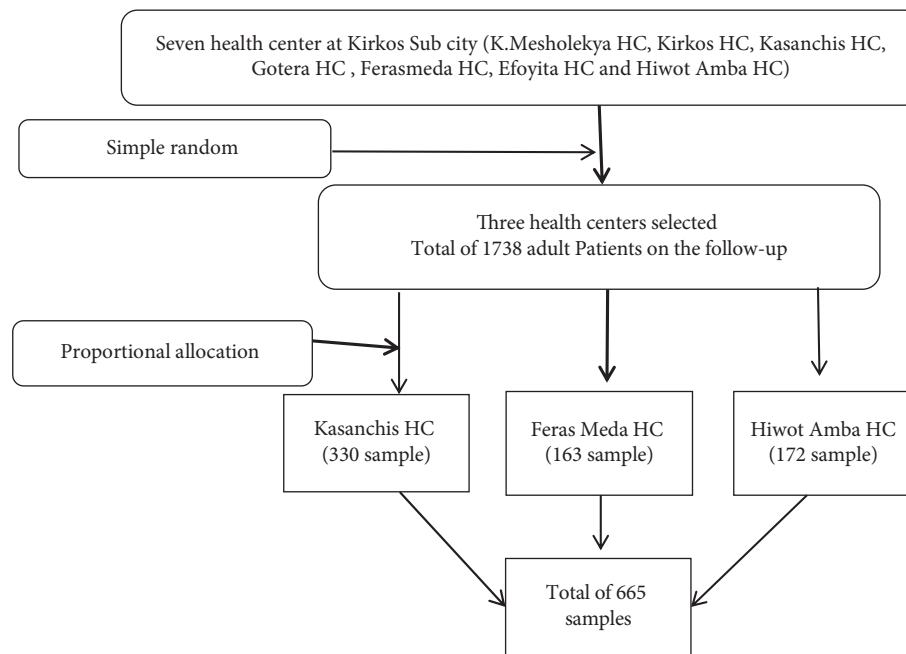 Seven health center at Kirkos Sub city (K.Mesholekya HC, Kirkos HC, Kasanchis HC,
Gotera HC , Ferasmeda HC, Efoyita HC and Hiwot Amba HC)
Simple random
Three health centers selected
Total of 1738 adult Patients on the follow-up
Proportional allocation
Kasanchis HC
(330 sample)
Feras Meda HC
(163 sample)
Hiwot Amba HC
(172 sample)
Total of 665
samples